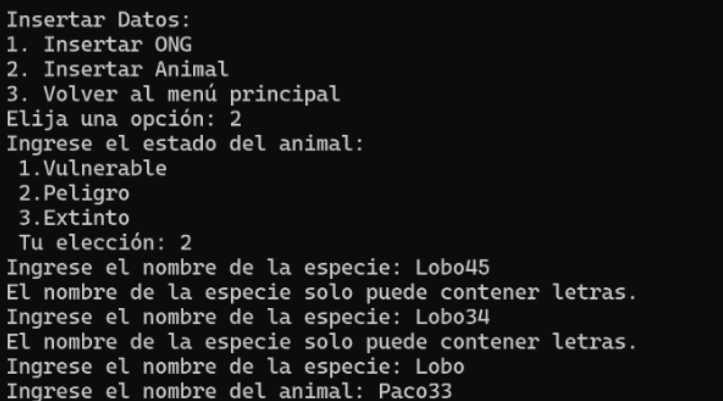 Insertar Datos:
1. Insertar ONG
2. Insertar Animal
3. Volver al menú principal
Elija una opción: 2
Ingrese el estado del animal:
1.Vulnerable
2.Peligro
3.Extinto
Tu elección: 2
Ingrese el nombre de la especie: Lobo45
El nombre de la especie solo puede contener letras.
Ingrese el nombre de la especie: Lobo34
El nombre de la especie solo puede contener letras.
Ingrese el nombre de la especie: Lobo
Ingrese el nombre del animal: Paco33